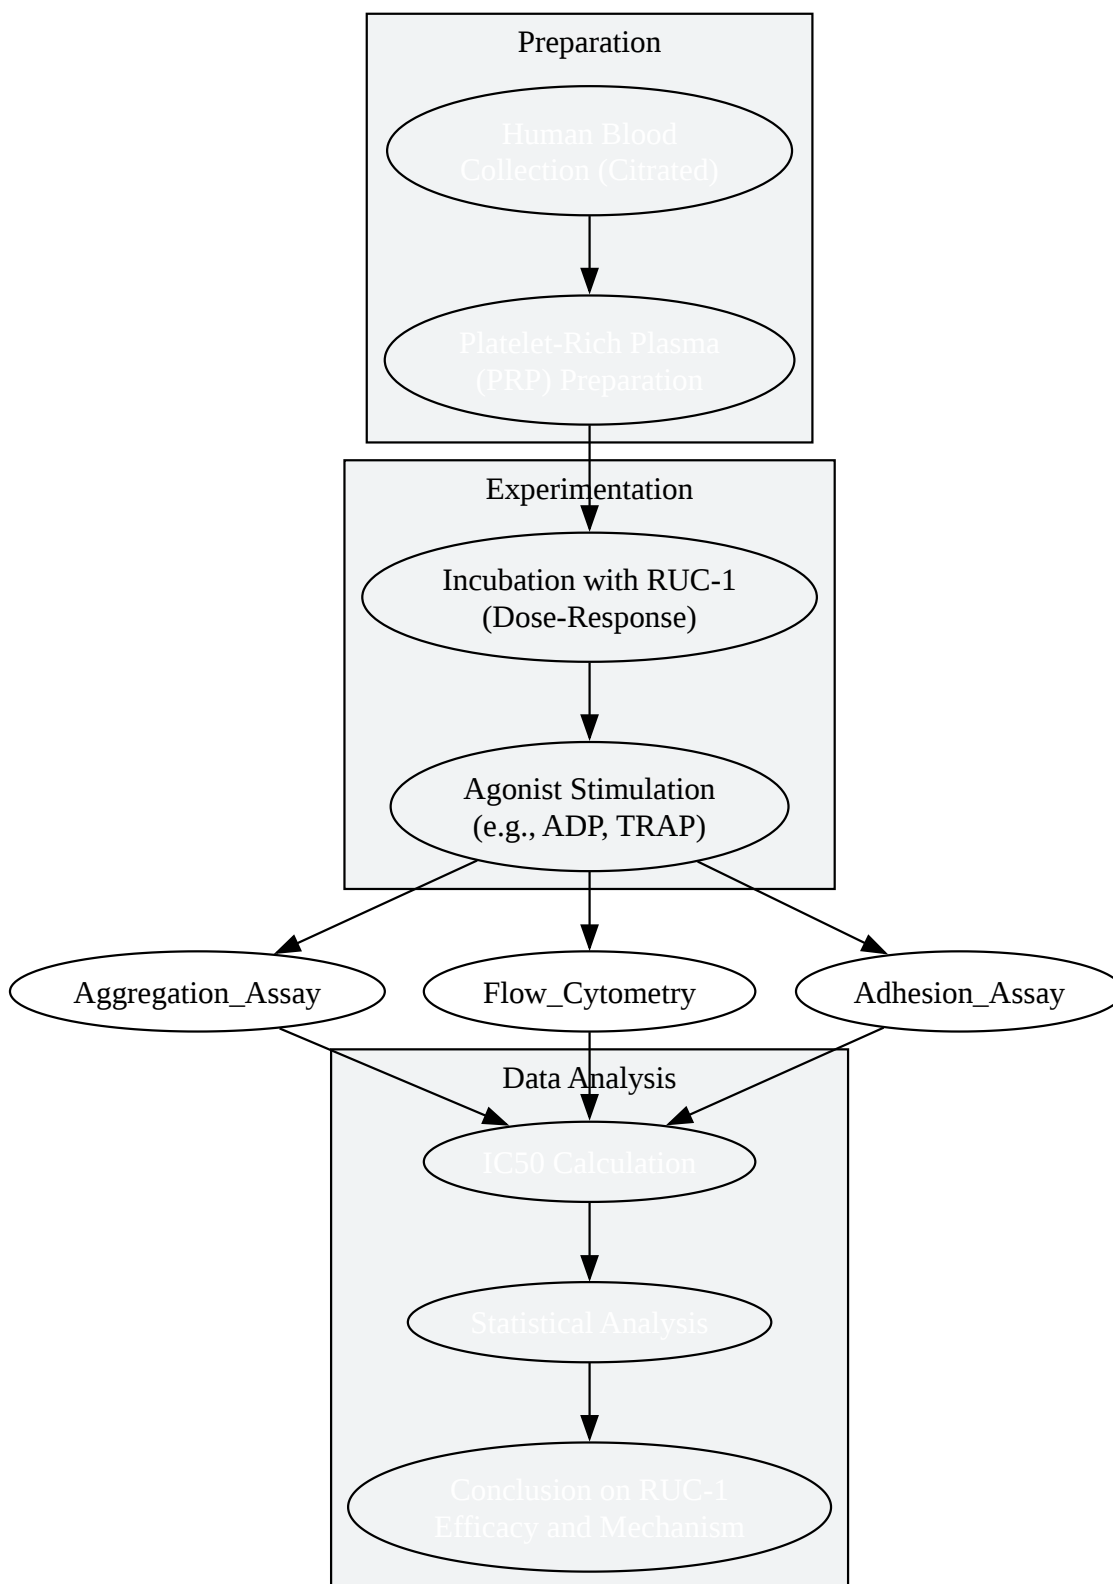 Preparation
Human Blood
Collection (Citrated)
Platelet-Rich Plasma
(PRP) Preparation
Experimentation
Incubation with RUC-1
(Dose-Response)
Agonist Stimulation
(e.g., ADP, TRAP)
Aggregation_Assay
Flow_Cytometry
Adhesion_Assay
Data Analysis
IC50 Calculation
Statistical Analysis
Conclusion on RUC-1
Efficacy and Mechanism